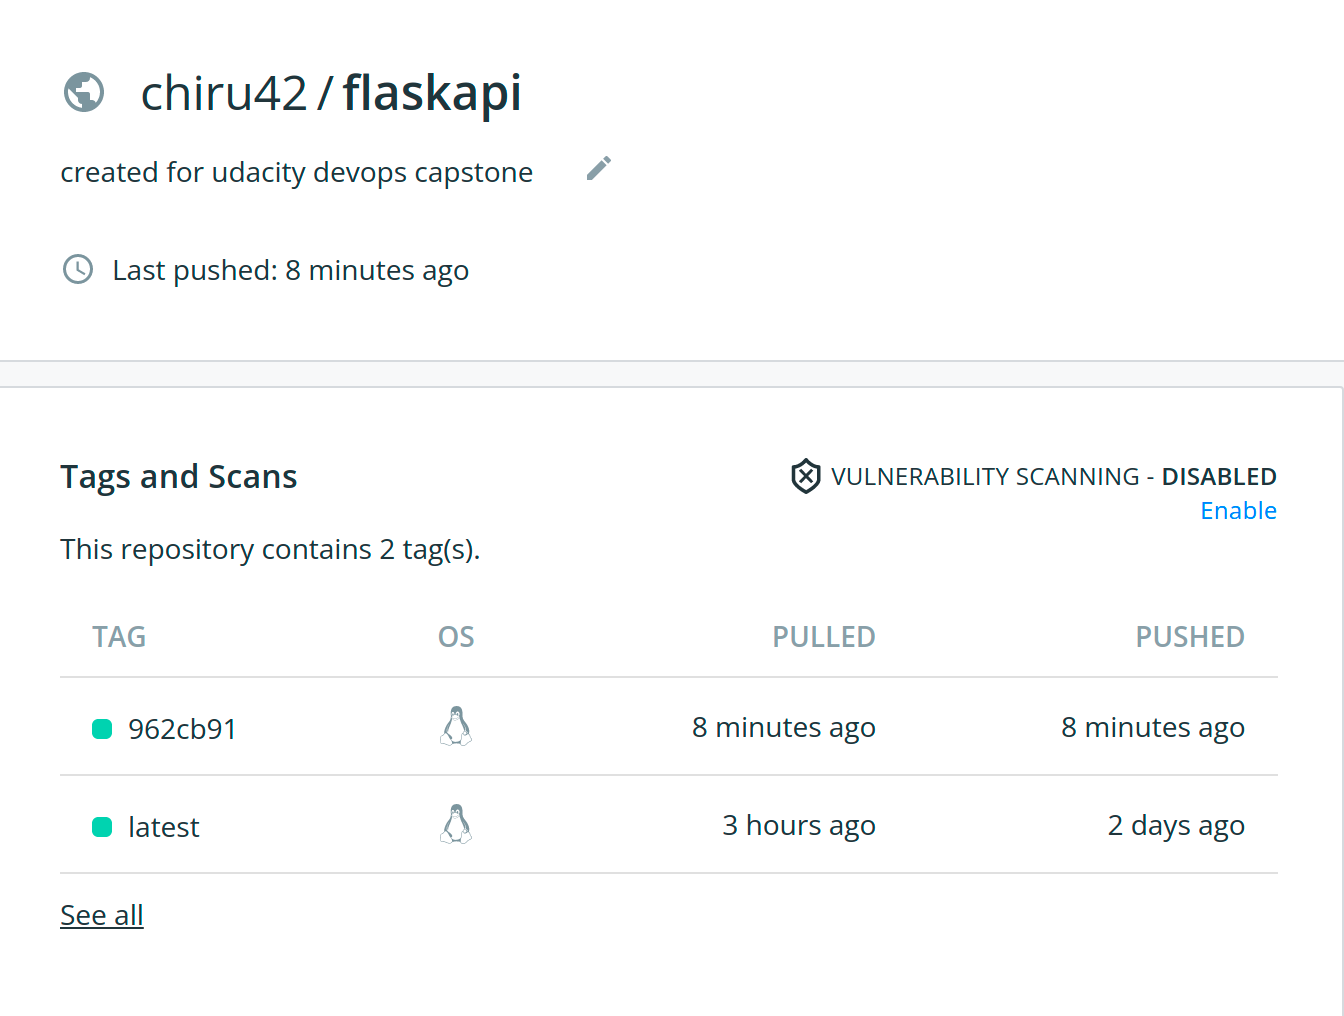 chiru42 / flaskapi
created for udacity devops capstone
Last pushed: 8 minutes ago
Tags and Scans
VULNERABILITY SCANNING - DISABLED
Enable
This repository contains 2 tag(s).
TAG OS PULLED PUSHED
962cb91 8 minutes ago 8 minutes ago
latest 3 hours ago 2 days ago
See all